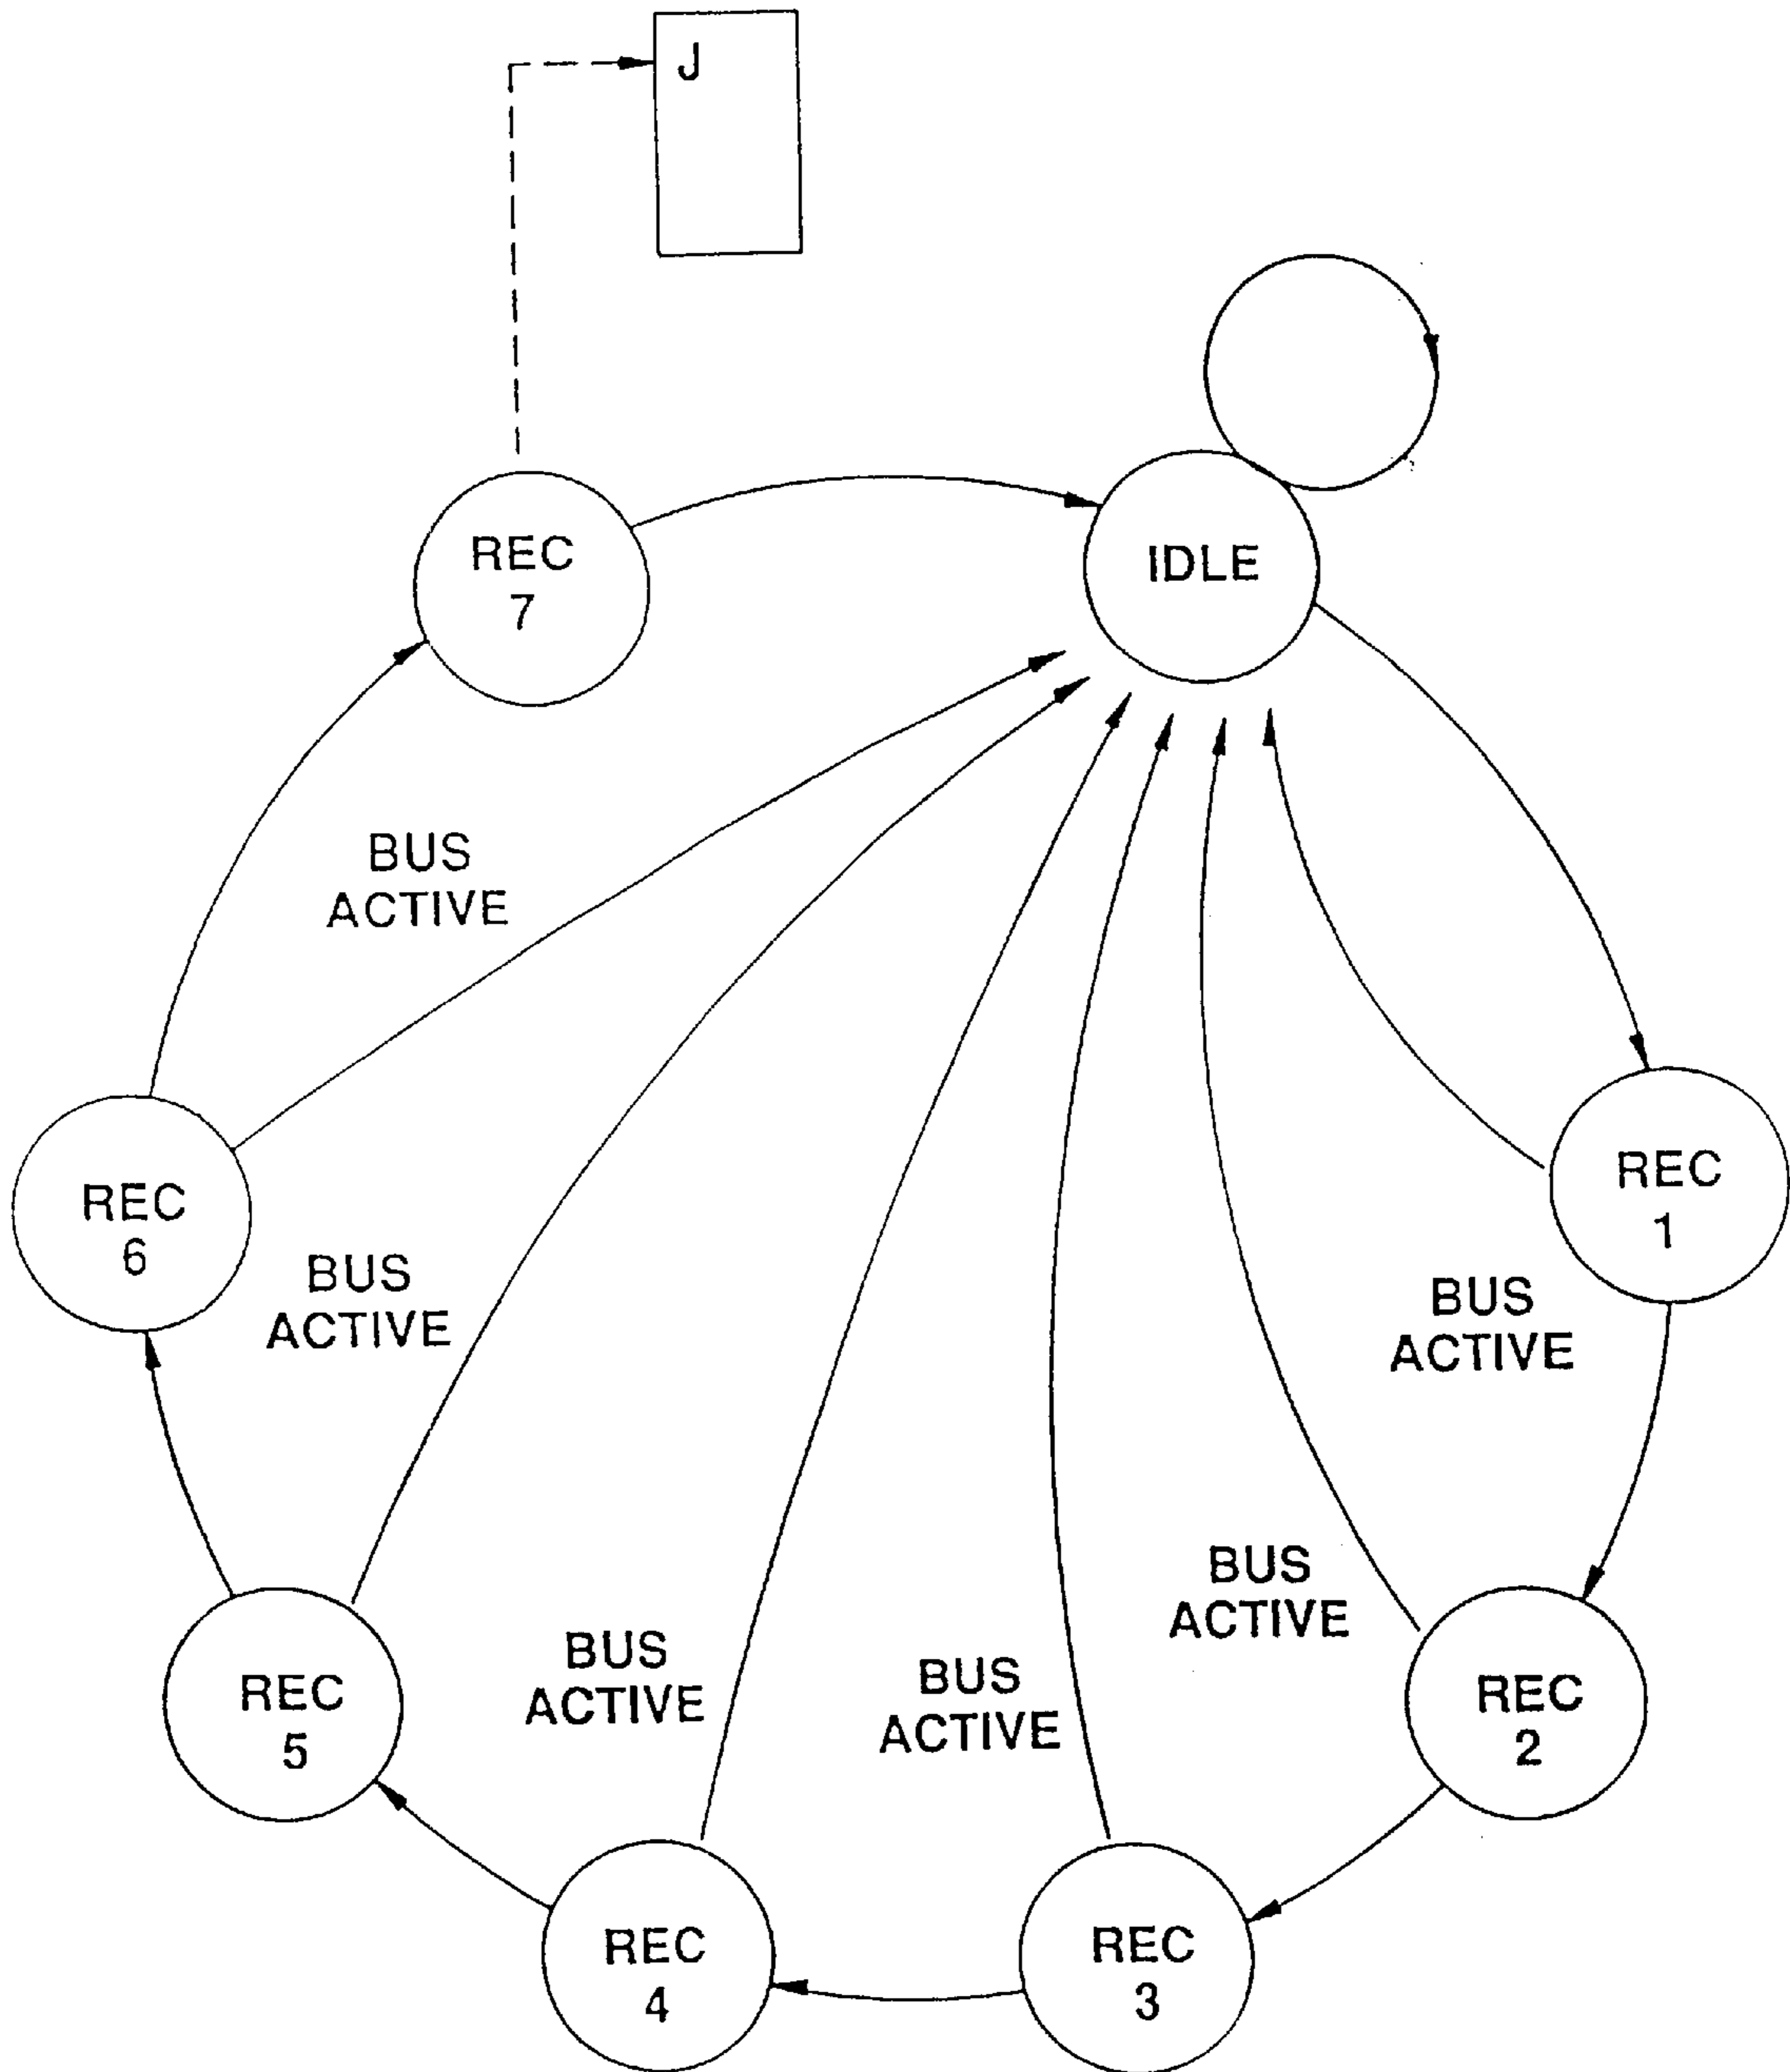 J
REC
7
IDLE
BUS
ACTIVE
REC
1
REC
6
BUS
ACTIVE
BUS
ACTIVE
BUS
ACTIVE
BUS
ACTIVE
BUS
ACTIVE
REC
5
REC
2
REC
4
REC
3